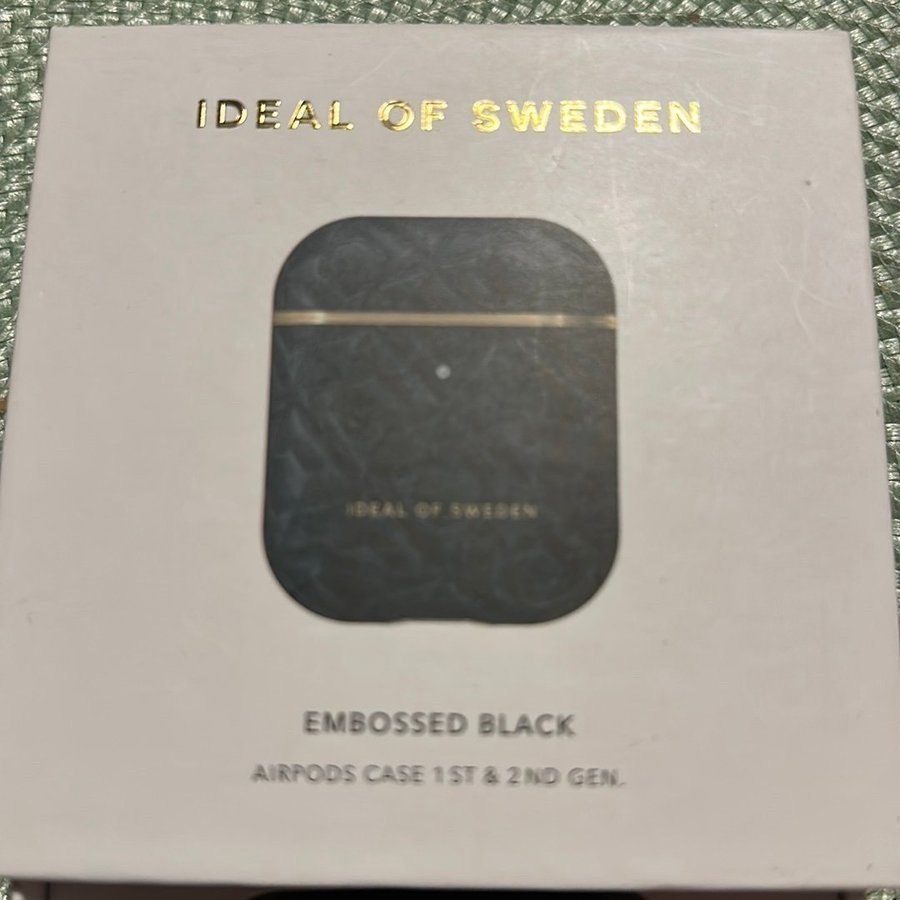 IDEAL OF SWEDEN
IDEAL OF SWEDEN
EMBOSSED BLACK
AIRPODS CASE 1ST & 2ND GEN.